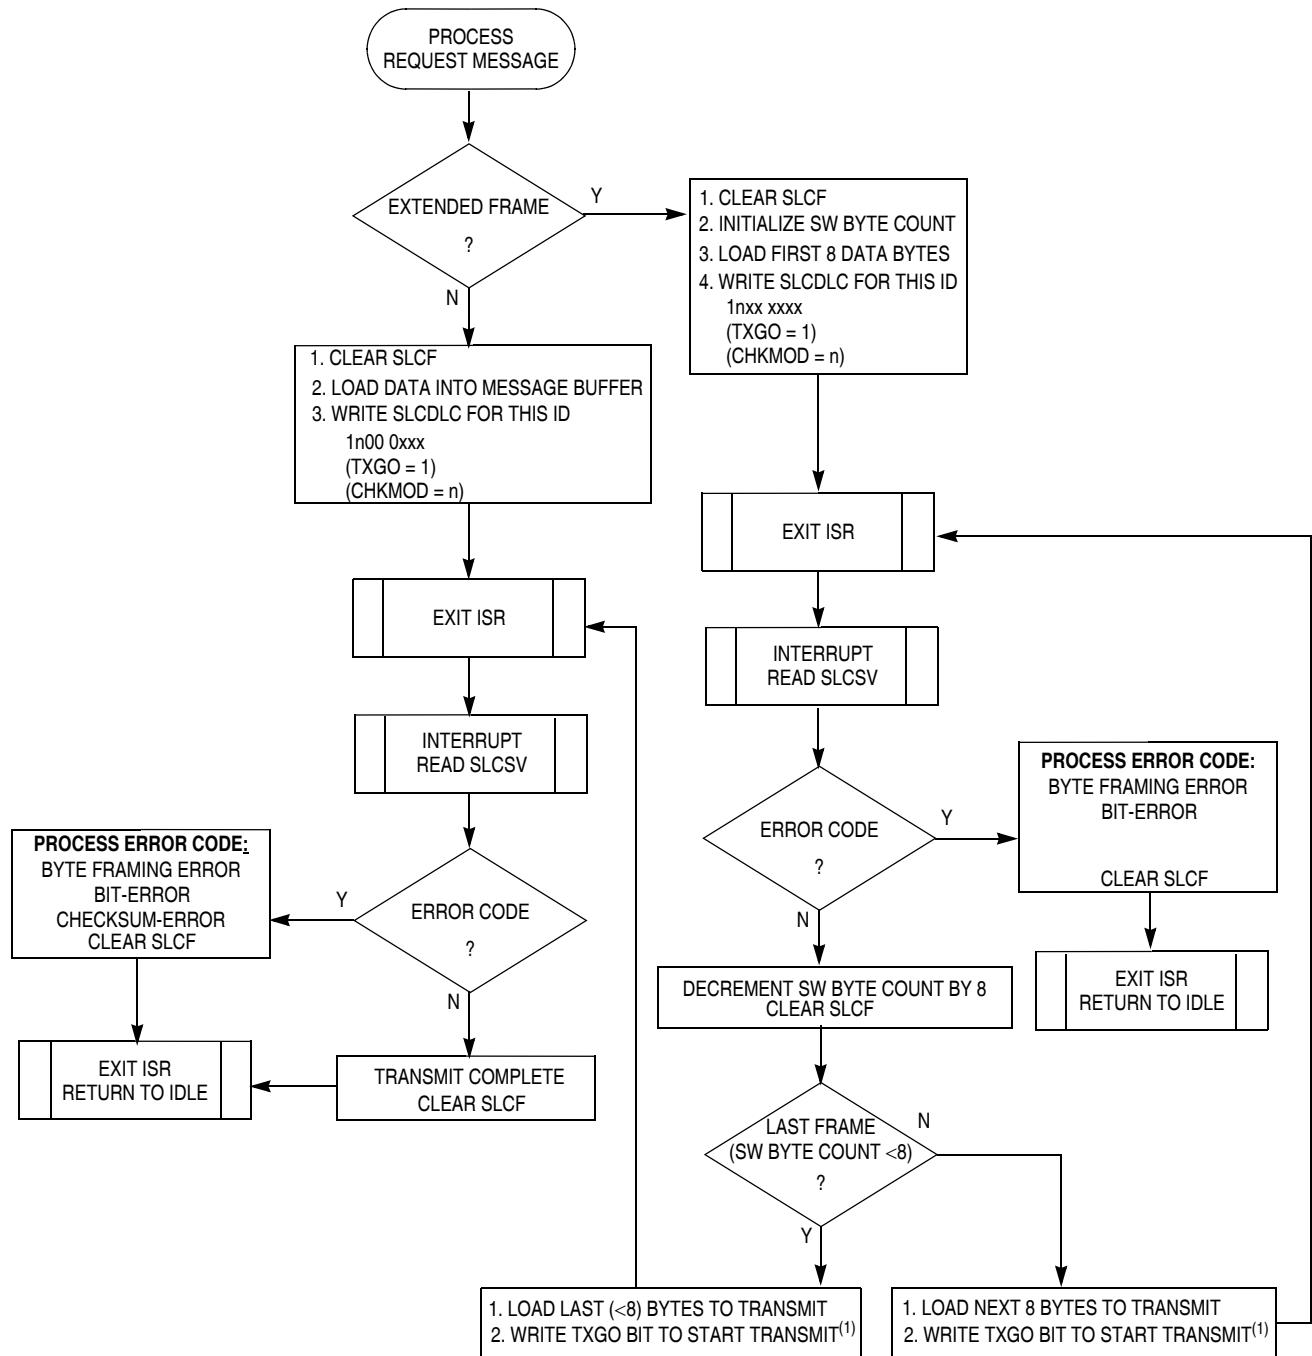 PROCESS
REQUEST MESSAGE
EXTENDED FRAME
?
Y
N
1. CLEAR SLCF
2. INITIALIZE SW BYTE COUNT
3. LOAD FIRST 8 DATA BYTES
4. WRITE SLCDLC FOR THIS ID
1nxx xxxx
(TXGO = 1)
(CHKMOD = n)
1. CLEAR SLCF
2. LOAD DATA INTO MESSAGE BUFFER
3. WRITE SLCDLC FOR THIS ID
1n00 0xxx
(TXGO = 1)
(CHKMOD = n)
EXIT ISR
EXIT ISR
INTERRUPT
READ SLCSV
INTERRUPT
READ SLCSV
ERROR CODE
?
Y
N
PROCESS ERROR CODE:
BYTE FRAMING ERROR
BIT-ERROR
CLEAR SLCF
PROCESS ERROR CODE:
BYTE FRAMING ERROR
BIT-ERROR
CHECKSUM-ERROR
CLEAR SLCF
Y
ERROR CODE
?
N
DECREMENT SW BYTE COUNT BY 8
CLEAR SLCF
EXIT ISR
RETURN TO IDLE
EXIT ISR
RETURN TO IDLE
TRANSMIT COMPLETE
CLEAR SLCF
LAST FRAME
(SW BYTE COUNT <8)
?
N
Y
1. LOAD LAST (<8) BYTES TO TRANSMIT
2. WRITE TXGO BIT TO START TRANSMIT(1)
1. LOAD NEXT 8 BYTES TO TRANSMIT
2. WRITE TXGO BIT TO START TRANSMIT(1)